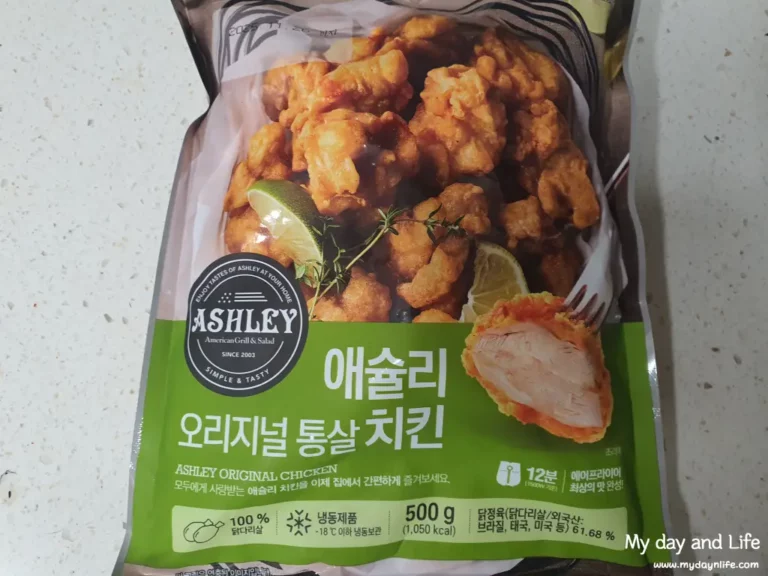 ENJOY TASTES OF ASHLEY AT YOUR HOME
ASHLEY
American Grill & Salad
SINCE 2003
SIMPLE & TASTY
애슐리
오리지널 통살 치킨
ASHLEY ORIGINAL CHICKEN
모두에게 사랑받는 애슐리 치킨을 이제 집에서 간편하게 즐겨보세요.
조리예
12분
에어프라이어
최상의 맛 완성!
100 %
닭다리살
냉동제품
-18 ℃ 이하 냉동보관
500 g
(1,050 kcal)
닭정육(닭다리살/외국산:
브라질, 태국, 미국 등) 61.68 %
My day and Life
www.mydaynlife.com